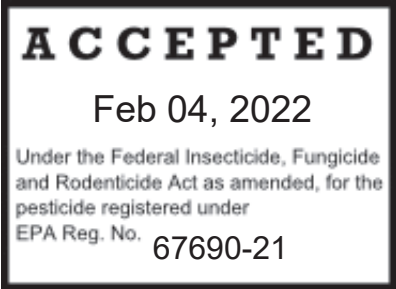 ACCEPTED
Feb 04, 2022
Under the Federal Insecticide, Fungicide
and Rodenticide Act as amended, for the
pesticide registered under
EPA Reg. No. 67690-21